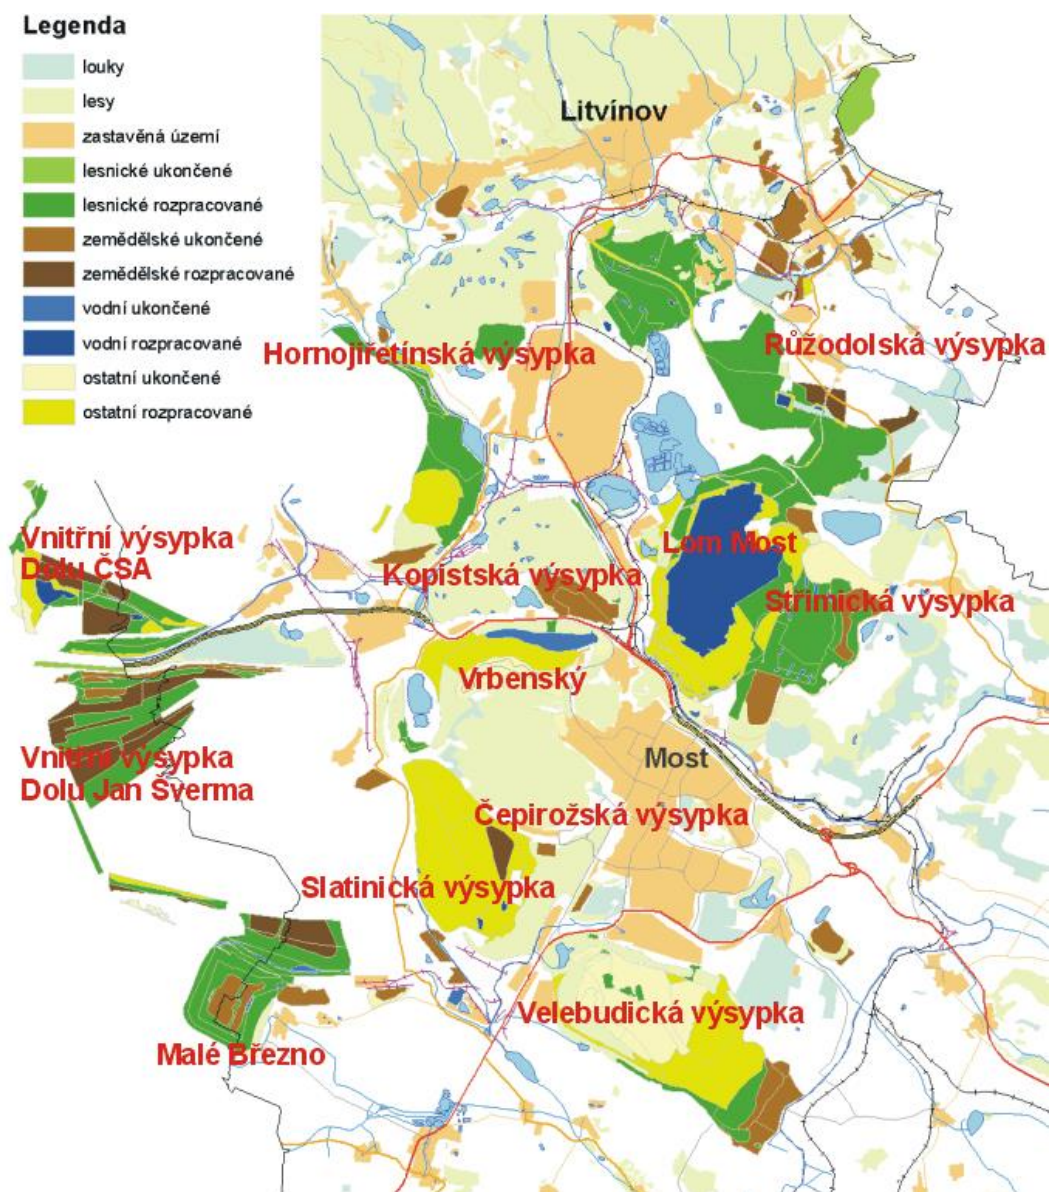 Legenda
louky
lesy
zastavěná území
lesnické ukončené
lesnické rozpracované
zemědělské ukončené
zemědělské rozpracované
vodní ukončené
vodní rozpracované
ostatní ukončené
ostatní rozpracované
Litvínov
Hornojiřetínská výsypka
Růžodolská výsypka
Vnitřní výsypka
Dolu ČSA
Lom Most
Kopistská výsypka
Střimická výsypka
Vrbenský
Vnitřní výsypka
Dolu Jan Šverma
Most
Čepirožská výsypka
Slatinická výsypka
Velebudická výsypka
Malé Březno